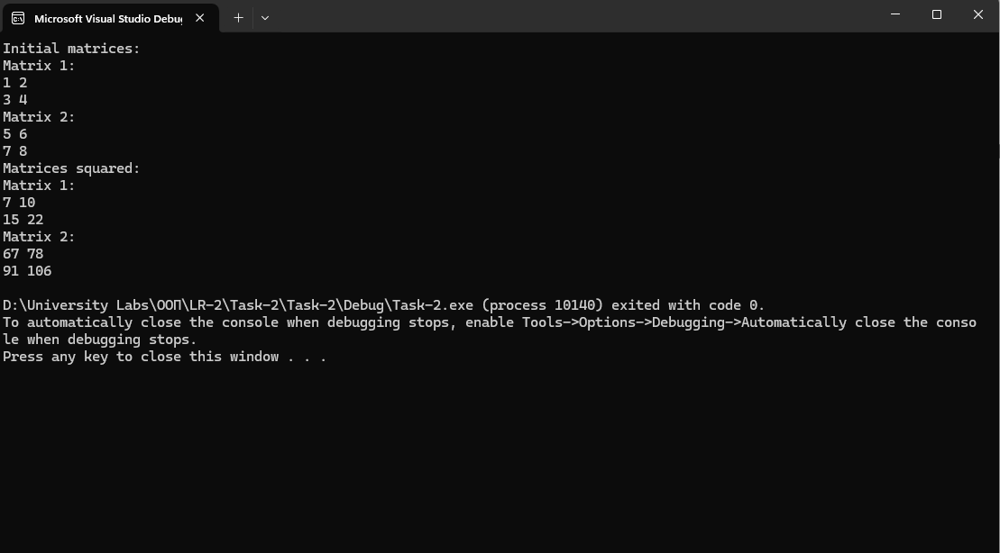 Microsoft Visual Studio Debug
Initial matrices:
Matrix 1:
1 2
3 4
Matrix 2:
5 6
7 8
Matrices squared:
Matrix 1:
7 10
15 22
Matrix 2:
67 78
91 106
D:\University Labs\ООП\LR-2\Task-2\Task-2\Debug\Task-2.exe (process 10140) exited with code 0.
To automatically close the console when debugging stops, enable Tools->Options->Debugging->Automatically close the conso
le when debugging stops.
Press any key to close this window . . .